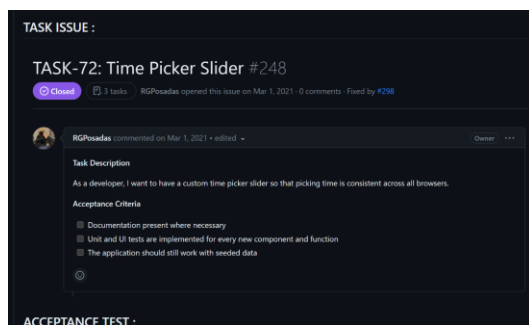 TASK ISSUE :
TASK-72: Time Picker Slider #248
Closed 3 tasks RGPosadas opened this issue on Mar 1, 2021 · 0 comments · Fixed by #298
RGPosadas commented on Mar 1, 2021 • edited Owner ···
Task Description
As a developer, I want to have a custom time picker slider so that picking time is consistent across all browsers.
Acceptance Criteria
Documentation present where necessary
Unit and UI tests are implemented for every new component and function
The application should still work with seeded data
ACCEPTANCE TEST :